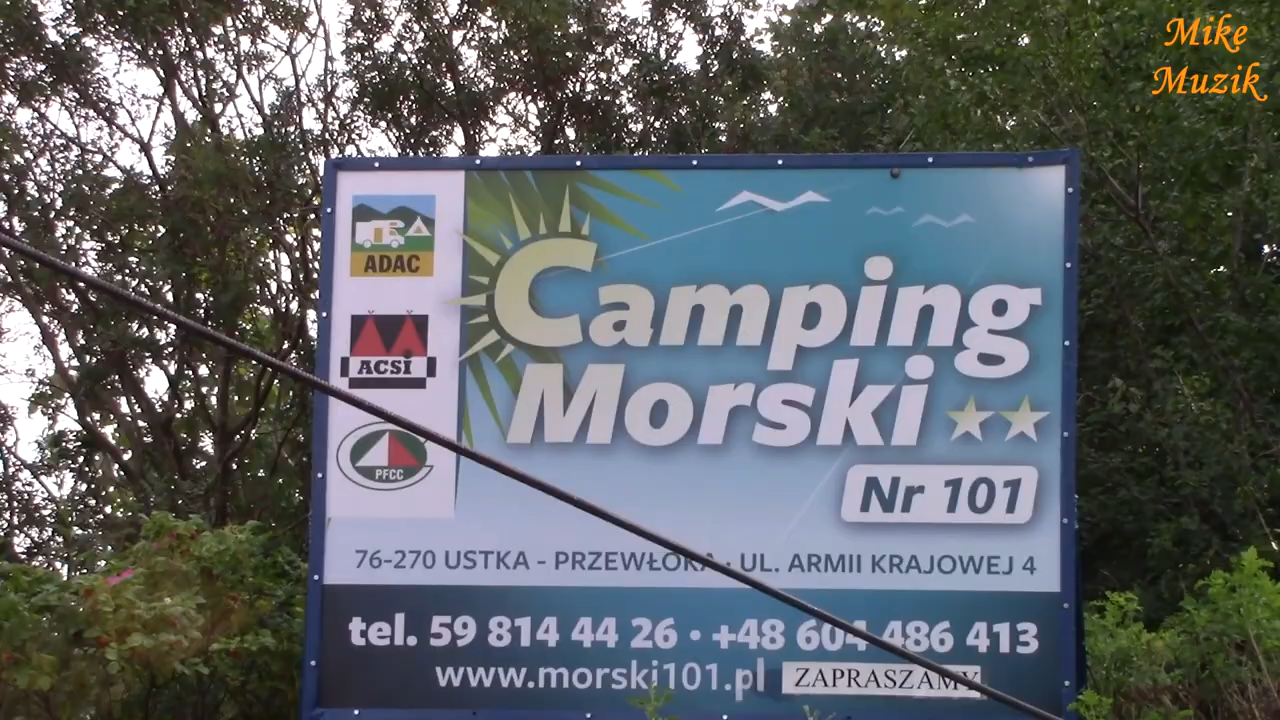 Mike
Muzik
ADAC
ACSI
PFCC
Camping
Morski
Nr 101
76-270 USTKA - PRZEWŁOKA · UL. ARMII KRAJOWEJ 4
tel. 59 814 44 26 • +48 604 486 413
www.morski101.pl
ZAPRASZAMY